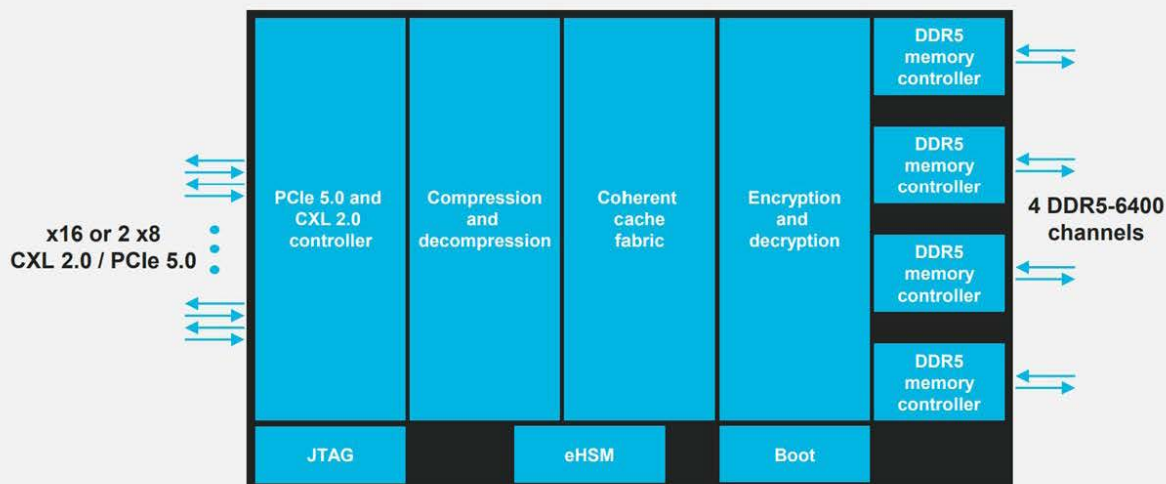 x16 or 2 x8
CXL 2.0 / PCIe 5.0
PCIe 5.0 and
CXL 2.0
controller
Compression
and
decompression
Coherent
cache
fabric
Encryption
and
decryption
DDR5
memory
controller
DDR5
memory
controller
DDR5
memory
controller
DDR5
memory
controller
4 DDR5-6400
channels
JTAG
eHSM
Boot